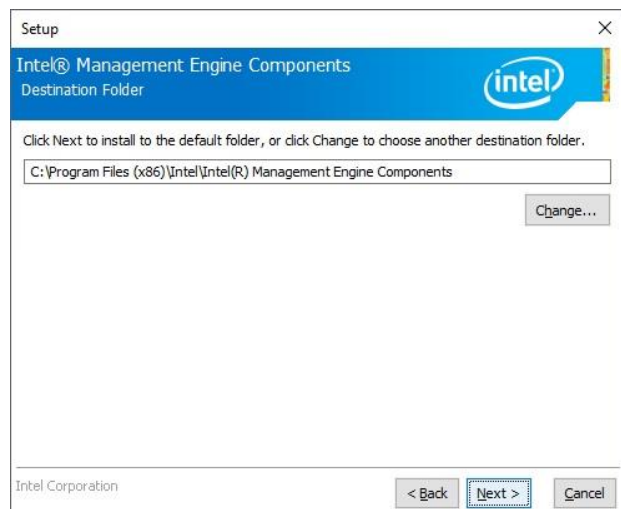 Setup
Intel® Management Engine Components
Destination Folder
intel
Click Next to install to the default folder, or click Change to choose another destination folder.
C:\Program Files (x86)\Intel\Intel(R) Management Engine Components
Change...
Intel Corporation
< Back Next > Cancel